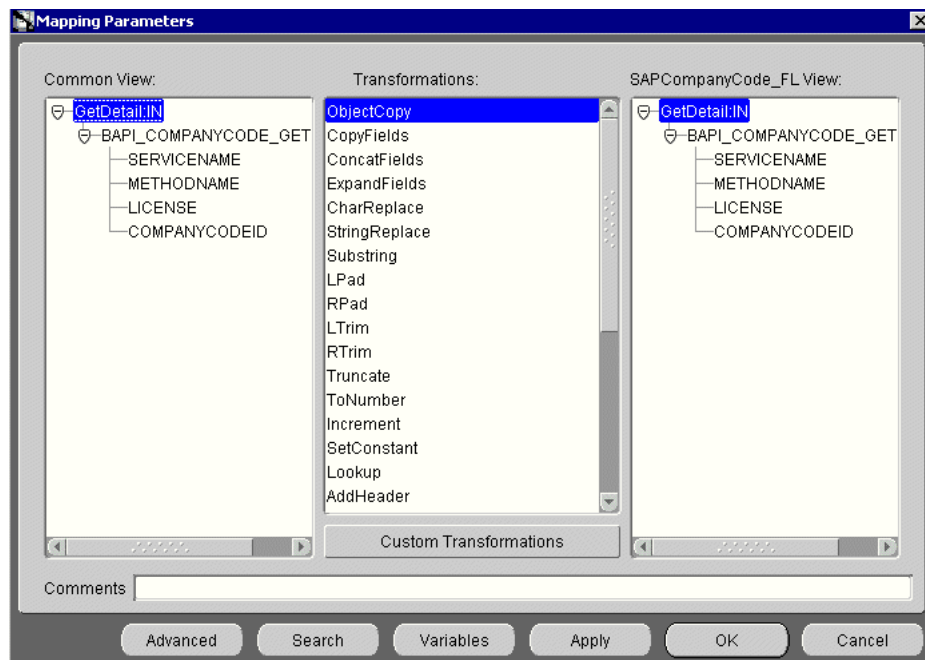 Mapping Parameters
Common View:
Transformations:
SAPCompanyCode_FL View:
GetDetail:IN
BAPI_COMPANYCODE_GET
SERVICENAME
METHODNAME
LICENSE
COMPANYCODEID
ObjectCopy
CopyFields
ConcatFields
ExpandFields
CharReplace
StringReplace
Substring
LPad
RPad
LTrim
RTrim
Truncate
ToNumber
Increment
SetConstant
Lookup
AddHeader
Custom Transformations
GetDetail:IN
BAPI_COMPANYCODE_GET
SERVICENAME
METHODNAME
LICENSE
COMPANYCODEID
Comments
Advanced
Search
Variables
Apply
OK
Cancel